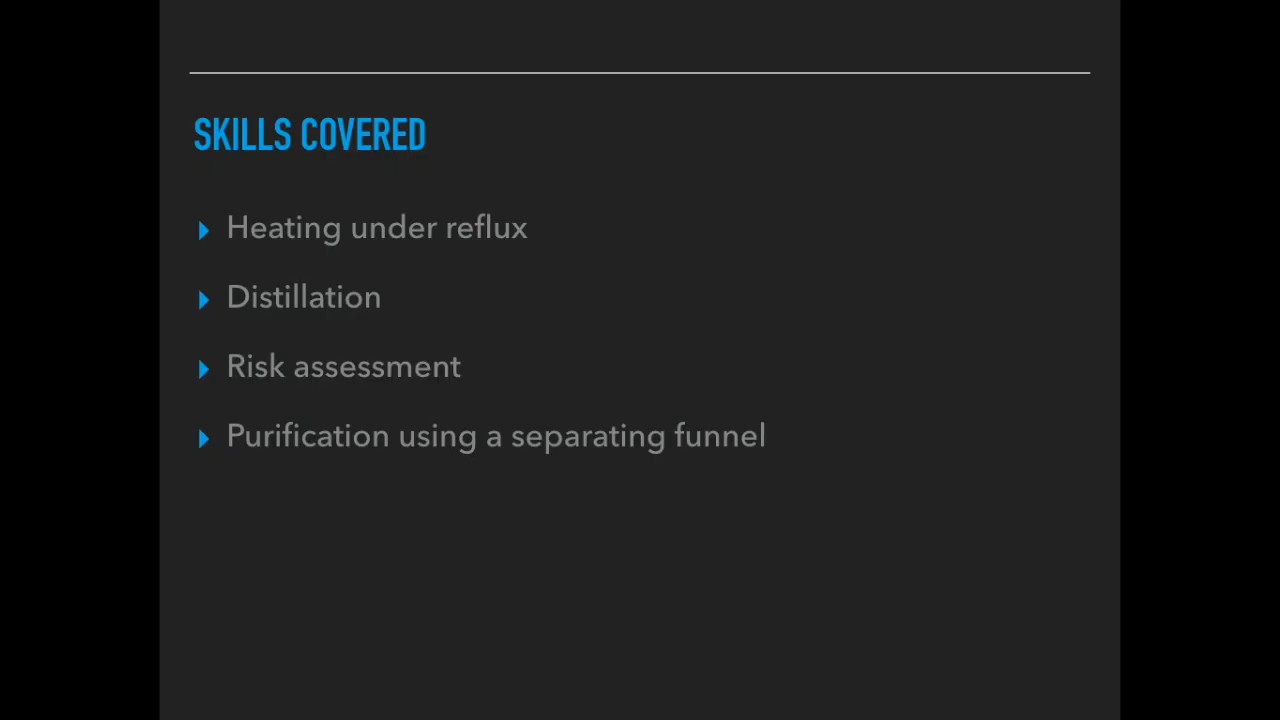 SKILLS COVERED
Heating under reflux
Distillation
Risk assessment
Purification using a separating funnel